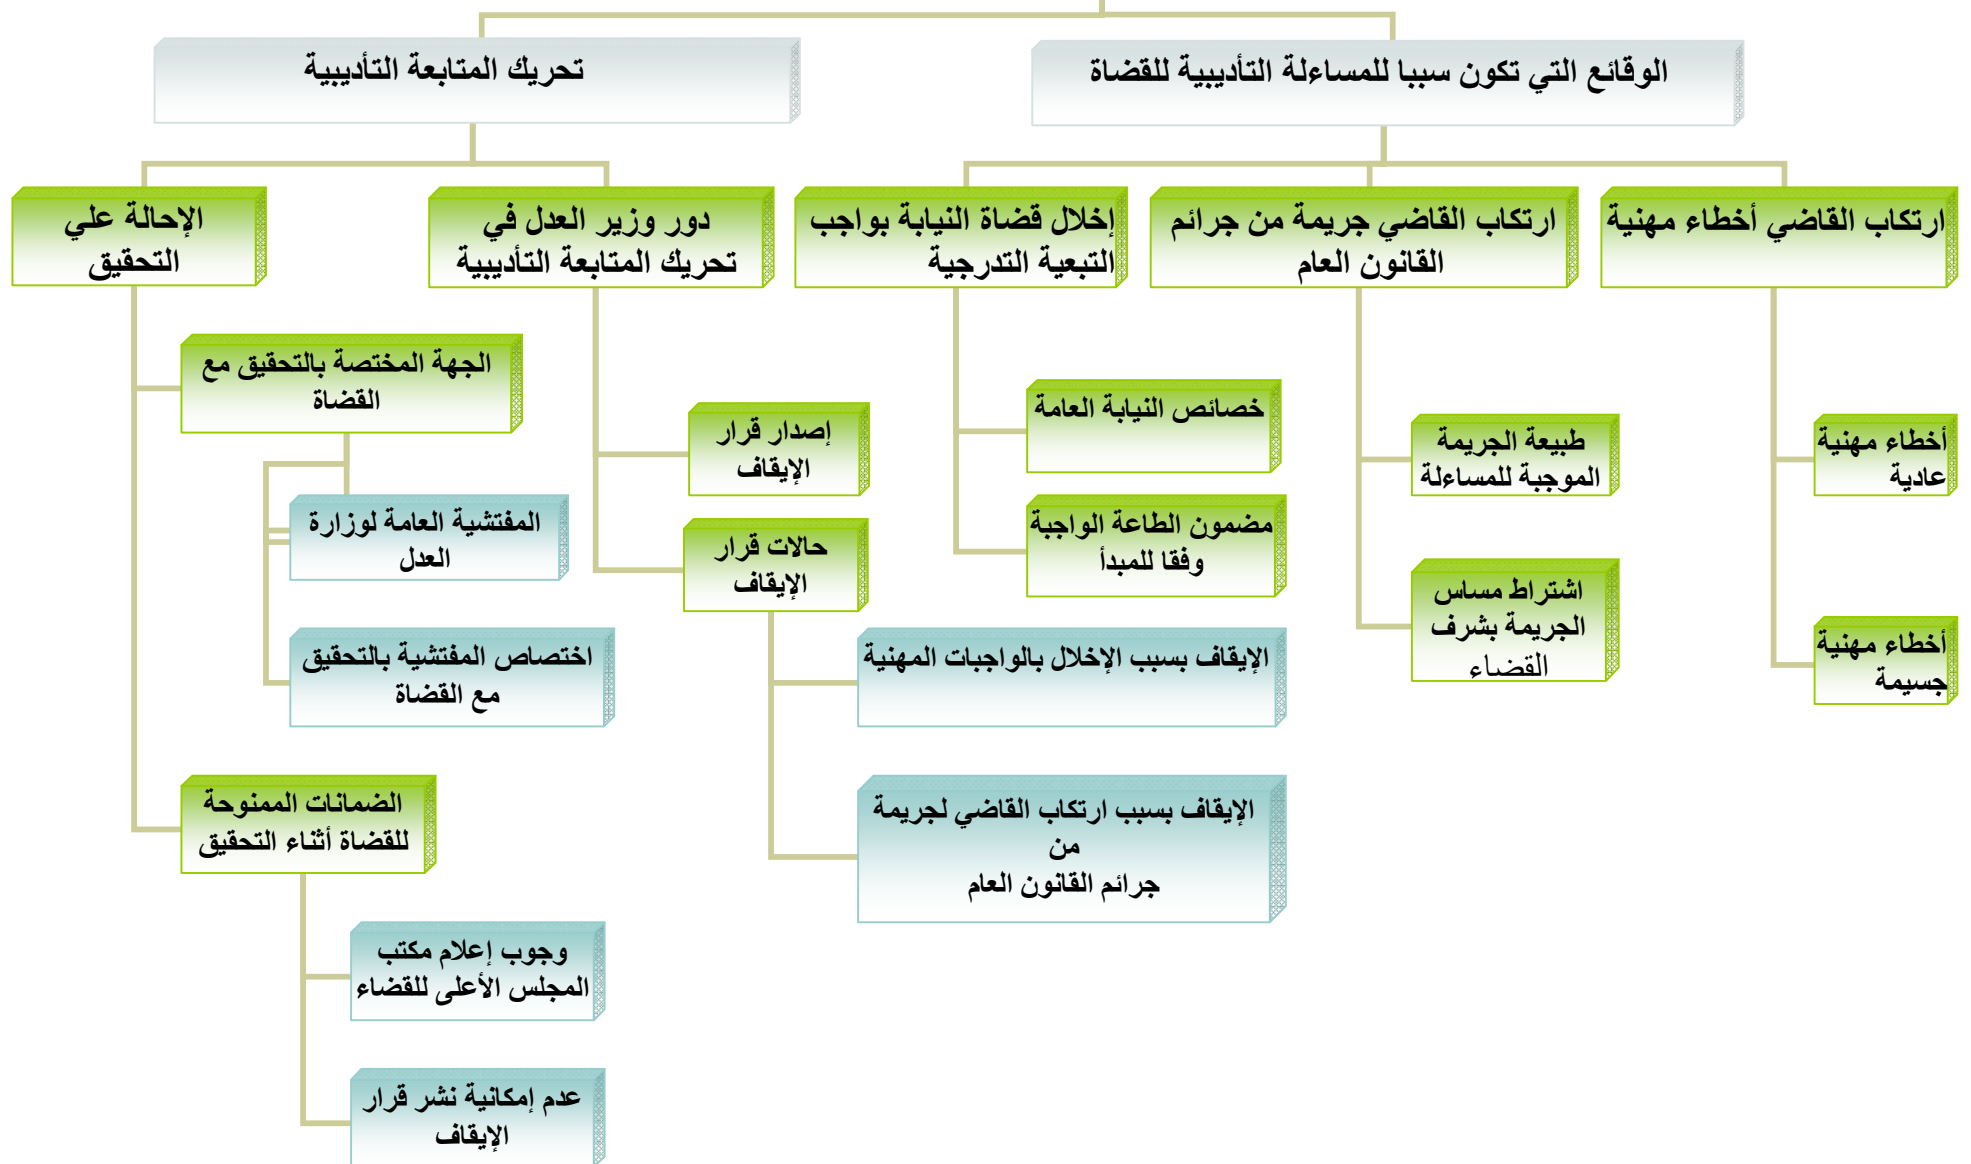 الوقائع التي تكون سببا للمساءلة التأديبية للقضاة
تحريك المتابعة التأديبية
ارتكاب القاضي أخطاء مهنية
ارتكاب القاضي جريمة من جرائم
القانون العام
إخلال قضاة النيابة بواجب
التبعية التدرجية
دور وزير العدل في
تحريك المتابعة التأديبية
الإحالة علي
التحقيق
أخطاء مهنية
عادية
أخطاء مهنية
جسيمة
طبيعة الجريمة
الموجبة للمساءلة
اشتراط مساس
الجريمة بشرف
القضاء
خصائص النيابة العامة
مضمون الطاعة الواجبة
وفقا للمبدأ
إصدار قرار
الإيقاف
حالات قرار
الإيقاف
الإيقاف بسبب الإخلال بالواجبات المهنية
الإيقاف بسبب ارتكاب القاضي لجريمة
من
جرائم القانون العام
الجهة المختصة بالتحقيق مع
القضاة
المفتشية العامة لوزارة
العدل
اختصاص المفتشية بالتحقيق
مع القضاة
الضمانات الممنوحة
للقضاة أثناء التحقيق
وجوب إعلام مكتب
المجلس الأعلى للقضاء
عدم إمكانية نشر قرار
الإيقاف